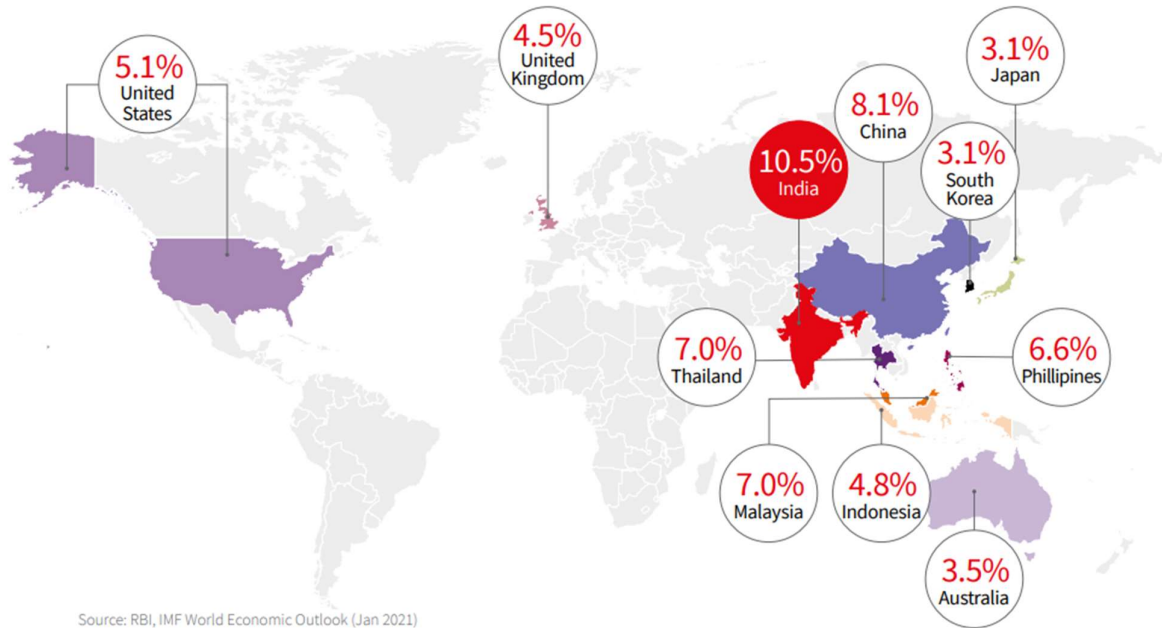 5.1%
United
States
4.5%
United
Kingdom
3.1%
Japan
8.1%
China
10.5%
India
3.1%
South
Korea
7.0%
Thailand
6.6%
Phillipines
7.0%
Malaysia
4.8%
Indonesia
3.5%
Australia
Source: RBI, IMF World Economic Outlook (Jan 2021)